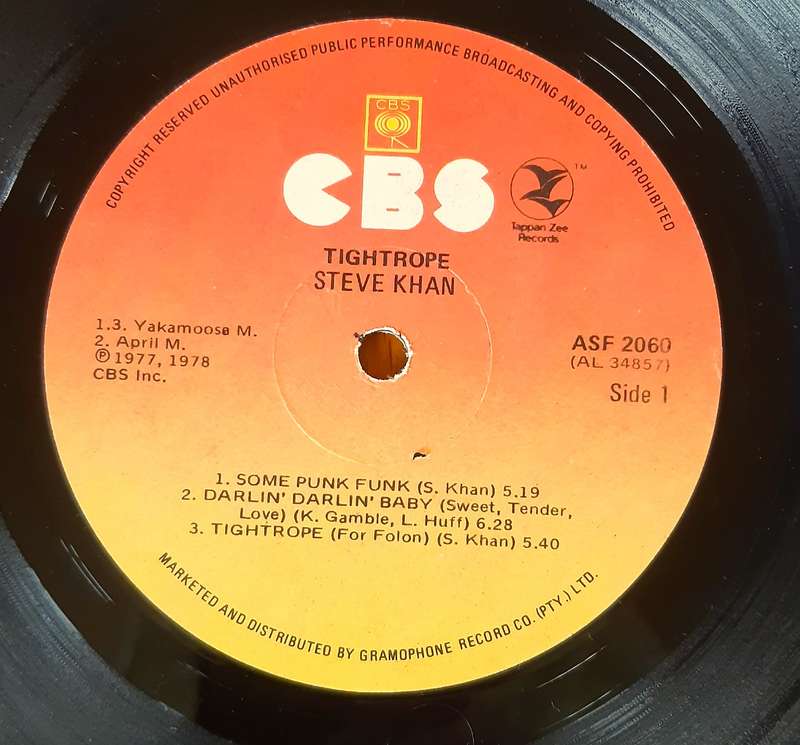 COPYRIGHT RESERVED UNAUTHORISED PUBLIC PERFORMANCE BROADCASTING AND COPYING PROHIBITED
CBS
CBS
TM
Tappan Zee
Records
TIGHTROPE
STEVE KHAN
1.3. Yakamoose M.
2. April M.
Ⓟ 1977, 1978
CBS Inc.
ASF 2060
(AL 34857)
Side 1
1. SOME PUNK FUNK (S. Khan) 5.19
2. DARLIN' DARLIN' BABY (Sweet, Tender,
Love) (K. Gamble, L. Huff) 6.28
3. TIGHTROPE (For Folon) (S. Khan) 5.40
MARKETED AND DISTRIBUTED BY GRAMOPHONE RECORD CO. (PTY.) LTD.